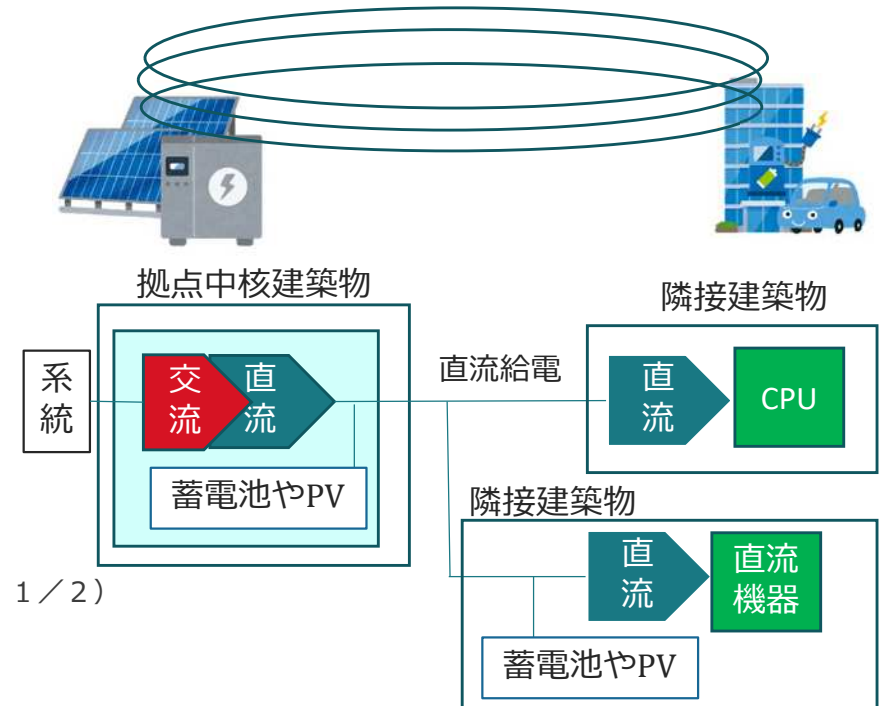 拠点中核建築物
隣接建築物
系
統
交
流
直
流
直流給電
直
流
CPU
蓄電池やPV
隣接建築物
直
流
直流
機器
1/2)
蓄電池やPV